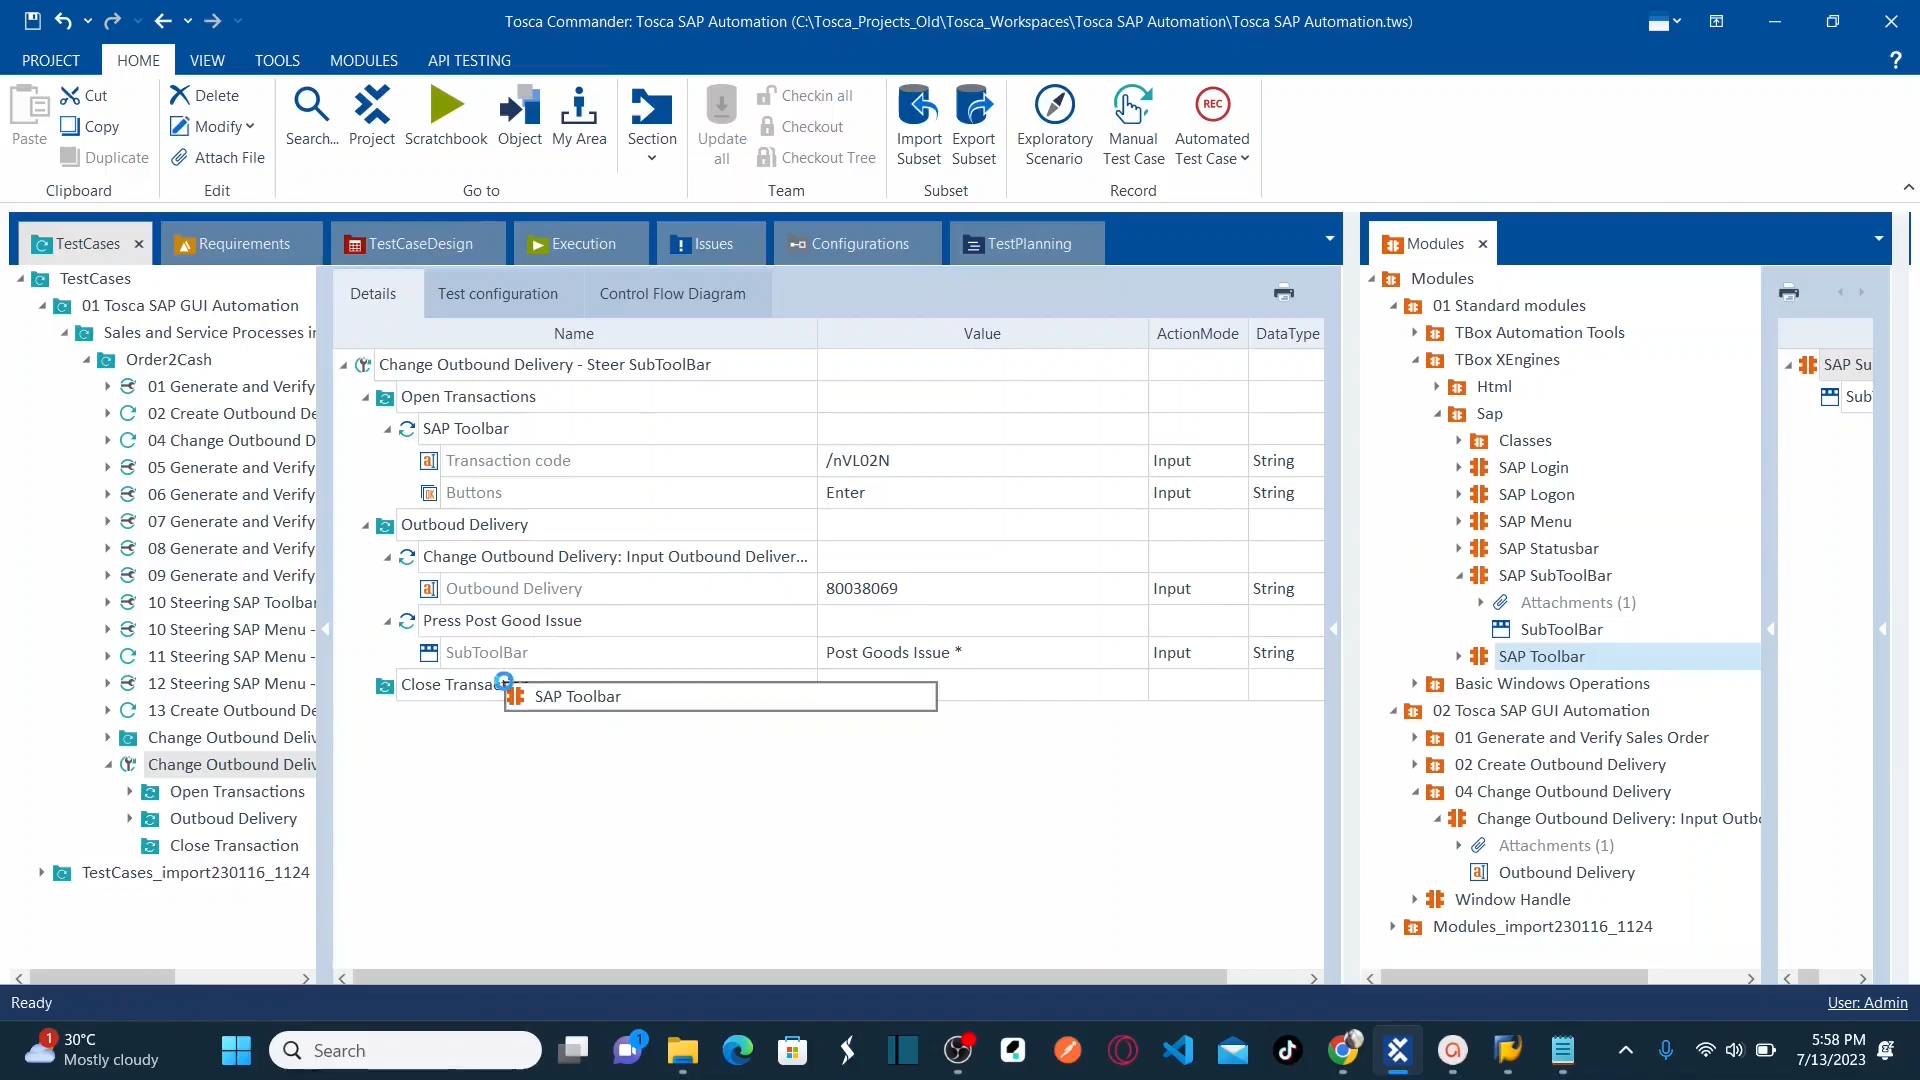 Tosca Commander: Tosca SAP Automation (C:\Tosca_Projects_Old\Tosca_Workspaces\Tosca SAP Automation\Tosca SAP Automation.tws)
PROJECT HOME VIEW TOOLS MODULES API TESTING ?
Paste Cut Copy Duplicate
Clipboard
Delete Modify Attach File
Edit
Search... Project Scratchbook Object My Area Section
Go to
Update all Checkin all Checkout Checkout Tree
Team
Import Subset Export Subset
Subset
Exploratory Scenario Manual Test Case REC Automated Test Case
Record
TestCases Requirements TestCaseDesign Execution Issues Configurations TestPlanning
TestCases
01 Tosca SAP GUI Automation
Sales and Service Processes i
Order2Cash
01 Generate and Verify
02 Create Outbound De
04 Change Outbound D
05 Generate and Verify
06 Generate and Verify
07 Generate and Verify
08 Generate and Verify
09 Generate and Verify
10 Steering SAP Toolbar
10 Steering SAP Menu -
11 Steering SAP Menu -
12 Steering SAP Menu -
13 Create Outbound De
Change Outbound Deliv
Change Outbound Deliv
Open Transactions
Outboud Delivery
Close Transaction
TestCases_import230116_1124
Details Test configuration Control Flow Diagram
Name Value ActionMode DataType
Change Outbound Delivery - Steer SubToolBar
Open Transactions
SAP Toolbar
Transaction code /nVL02N Input String
Buttons Enter Input String
Outboud Delivery
Change Outbound Delivery: Input Outbound Deliver...
Outbound Delivery 80038069 Input String
Press Post Good Issue
SubToolBar Post Goods Issue * Input String
Close Transac
SAP Toolbar
Modules
Modules
01 Standard modules
TBox Automation Tools
TBox XEngines
Html
Sap
Classes
SAP Login
SAP Logon
SAP Menu
SAP Statusbar
SAP SubToolBar
Attachments (1)
SubToolBar
SAP Toolbar
Basic Windows Operations
02 Tosca SAP GUI Automation
01 Generate and Verify Sales Order
02 Create Outbound Delivery
04 Change Outbound Delivery
Change Outbound Delivery: Input Outb
Attachments (1)
Outbound Delivery
Window Handle
Modules_import230116_1124
SAP Su
Sub
Ready
User: Admin
1
30°C
Mostly cloudy
Search
1
5:58 PM
7/13/2023